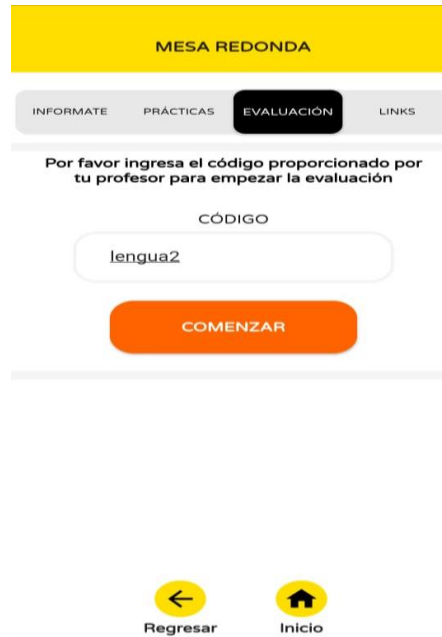 MESA REDONDA
INFORMATE PRÁCTICAS EVALUACIÓN LINKS
Por favor ingresa el código proporcionado por
tu profesor para empezar la evaluación
CÓDIGO
lengua2
COMENZAR
Regresar Inicio